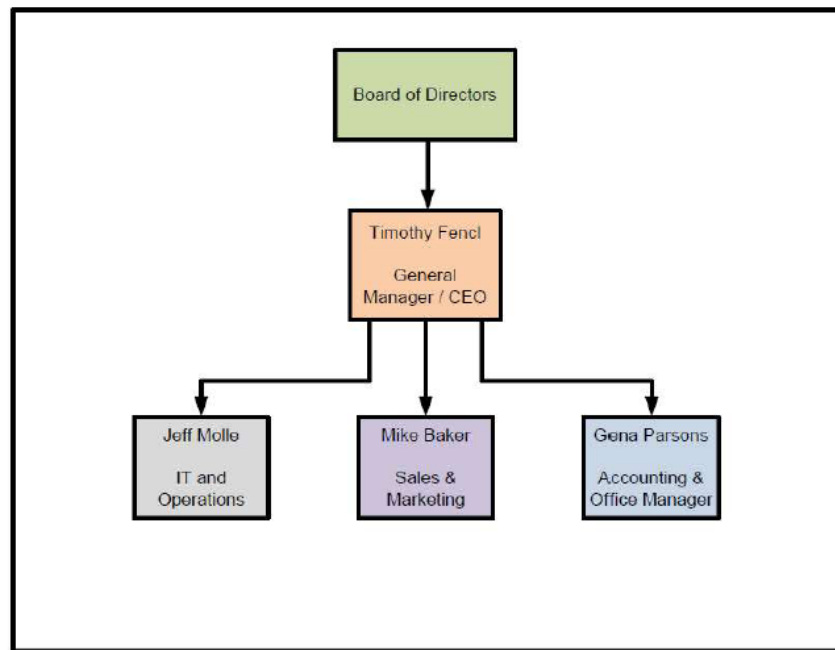 Board of Directors
Timothy Fencl
General
Manager / CEO
Jeff Molle
IT and
Operations
Mike Baker
Sales &
Marketing
Gena Parsons
Accounting &
Office Manager